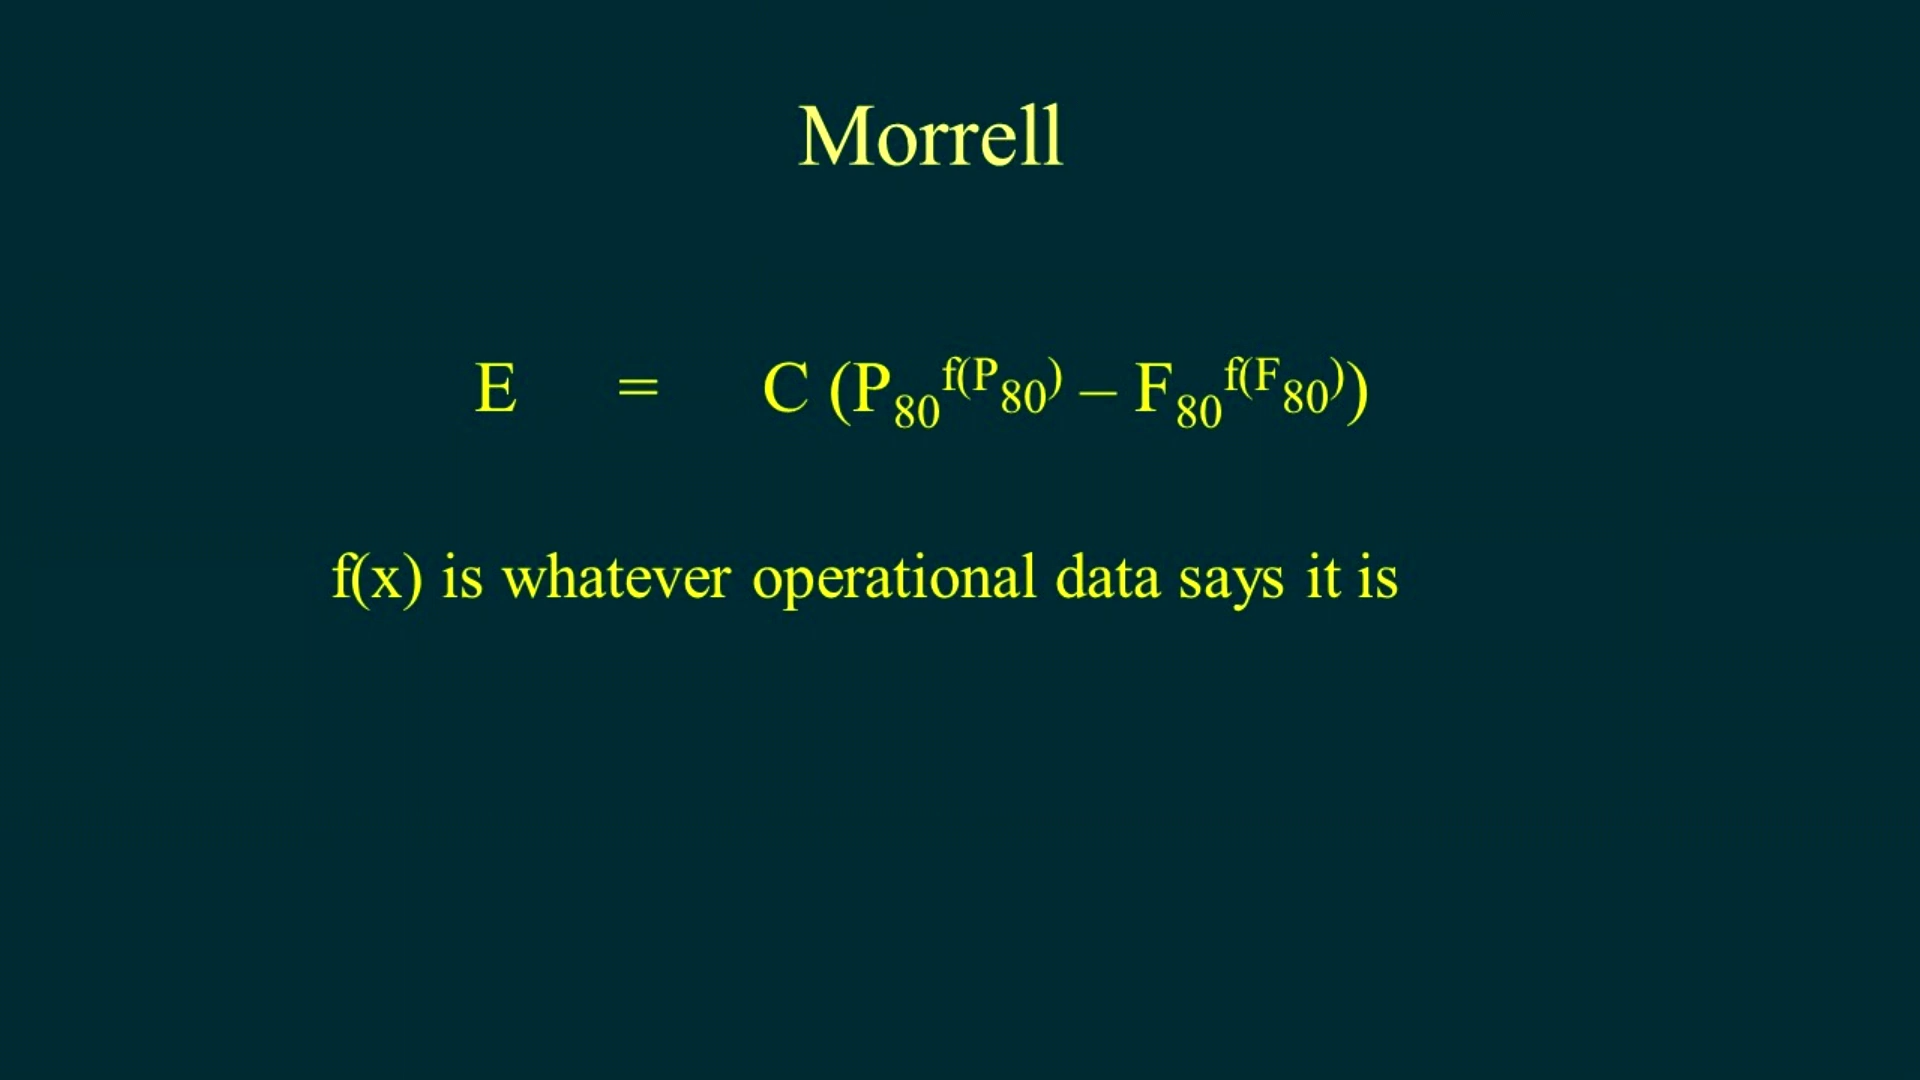 Morrell
E = C (P₈₀^f(P₈₀) – F₈₀^f(F₈₀))
f(x) is whatever operational data says it is